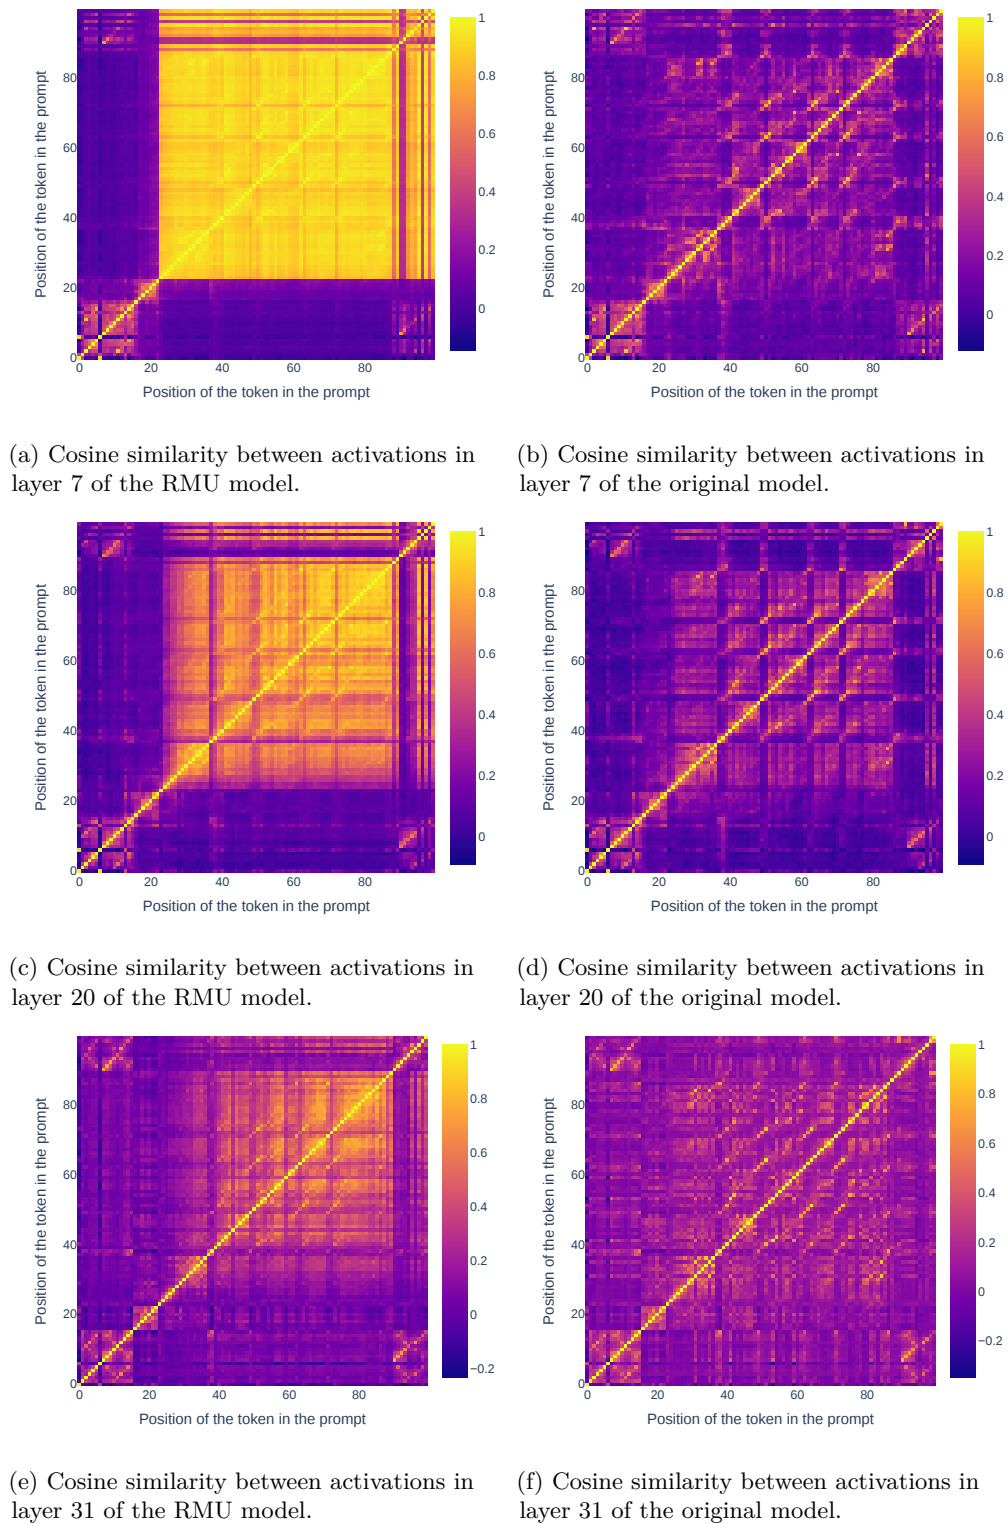 1
0.8
0.6
0.4
0.2
0
80
60
40
20
0
0 20 40 60 80
Position of the token in the prompt
Position of the token in the prompt
1
0.8
0.6
0.4
0.2
0
80
60
40
20
0
0 20 40 60 80
Position of the token in the prompt
Position of the token in the prompt
(a) Cosine similarity between activations in
layer 7 of the RMU model.
(b) Cosine similarity between activations in
layer 7 of the original model.
1
0.8
0.6
0.4
0.2
0
80
60
40
20
0
0 20 40 60 80
Position of the token in the prompt
Position of the token in the prompt
1
0.8
0.6
0.4
0.2
0
80
60
40
20
0
0 20 40 60 80
Position of the token in the prompt
Position of the token in the prompt
(c) Cosine similarity between activations in
layer 20 of the RMU model.
(d) Cosine similarity between activations in
layer 20 of the original model.
1
0.8
0.6
0.4
0.2
0
−0.2
80
60
40
20
0
0 20 40 60 80
Position of the token in the prompt
Position of the token in the prompt
1
0.8
0.6
0.4
0.2
0
−0.2
80
60
40
20
0
0 20 40 60 80
Position of the token in the prompt
Position of the token in the prompt
(e) Cosine similarity between activations in
layer 31 of the RMU model.
(f) Cosine similarity between activations in
layer 31 of the original model.